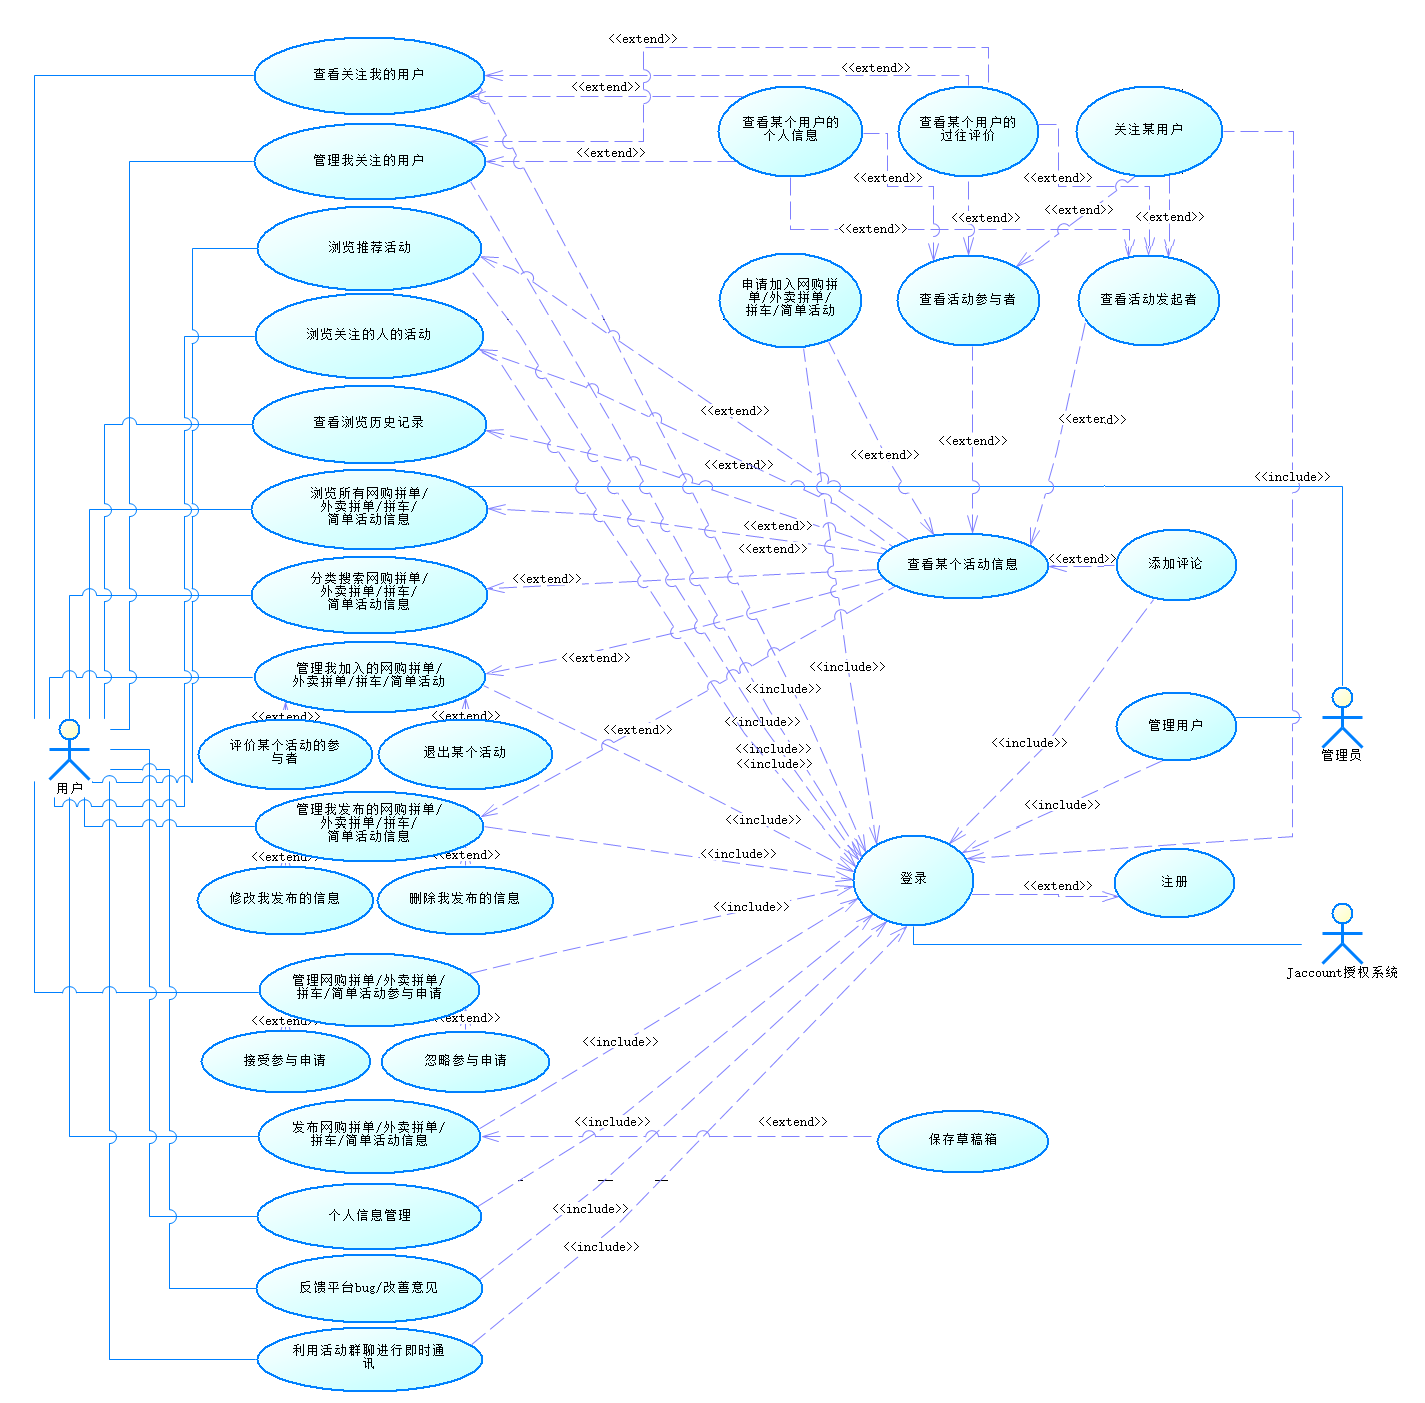 <<extend>>
查看关注我的用户
<<extend>>
<<extend>>
查看某个用户的
个人信息
查看某个用户的
过往评价
关注某用户
管理我关注的用户
<<extend>>
<<extend>>
<<extend>>
<<extend>>
<<extend>>
<<extend>>
<<extend>>
浏览推荐活动
申请加入网购拼
单/外卖拼单/
拼车/简单活动
查看活动参与者
查看活动发起者
浏览关注的人的活动
<<extend>>
<<extend>>
查看浏览历史记录
<<extend>>
<<extend>>
<<extend>>
<<include>>
浏览所有网购拼单/
外卖拼单/拼车/
简单活动信息
<<extend>>
<<extend>>
查看某个活动信息
<<extend>>
添加评论
分类搜索网购拼单/
外卖拼单/拼车/
简单活动信息
<<extend>>
管理我加入的网购拼单/
外卖拼单/拼车/简单活动
<<extend>>
<<include>>
<<include>>
<<extend>>
<<extend>>
<<include>>
<<extend>>
管理用户
评价某个活动的参
与者
退出某个活动
<<include>>
<<include>>
<<include>>
管理员
用户
管理我发布的网购拼单/
外卖拼单/拼车/
简单活动信息
<<include>>
<<include>>
<<extend>>
<<extend>>
<<include>>
登录
<<extend>>
注册
修改我发布的信息
删除我发布的信息
<<include>>
Jaccount授权系统
管理网购拼单/外卖拼单/
拼车/简单活动参与申请
<<extend>>
<<extend>>
<<include>>
接受参与申请
忽略参与申请
发布网购拼单/外卖拼单/
拼车/简单活动信息
<<include>>
<<extend>>
保存草稿箱
个人信息管理
<<include>>
<<include>>
反馈平台bug/改善意见
利用活动群聊进行即时通
讯